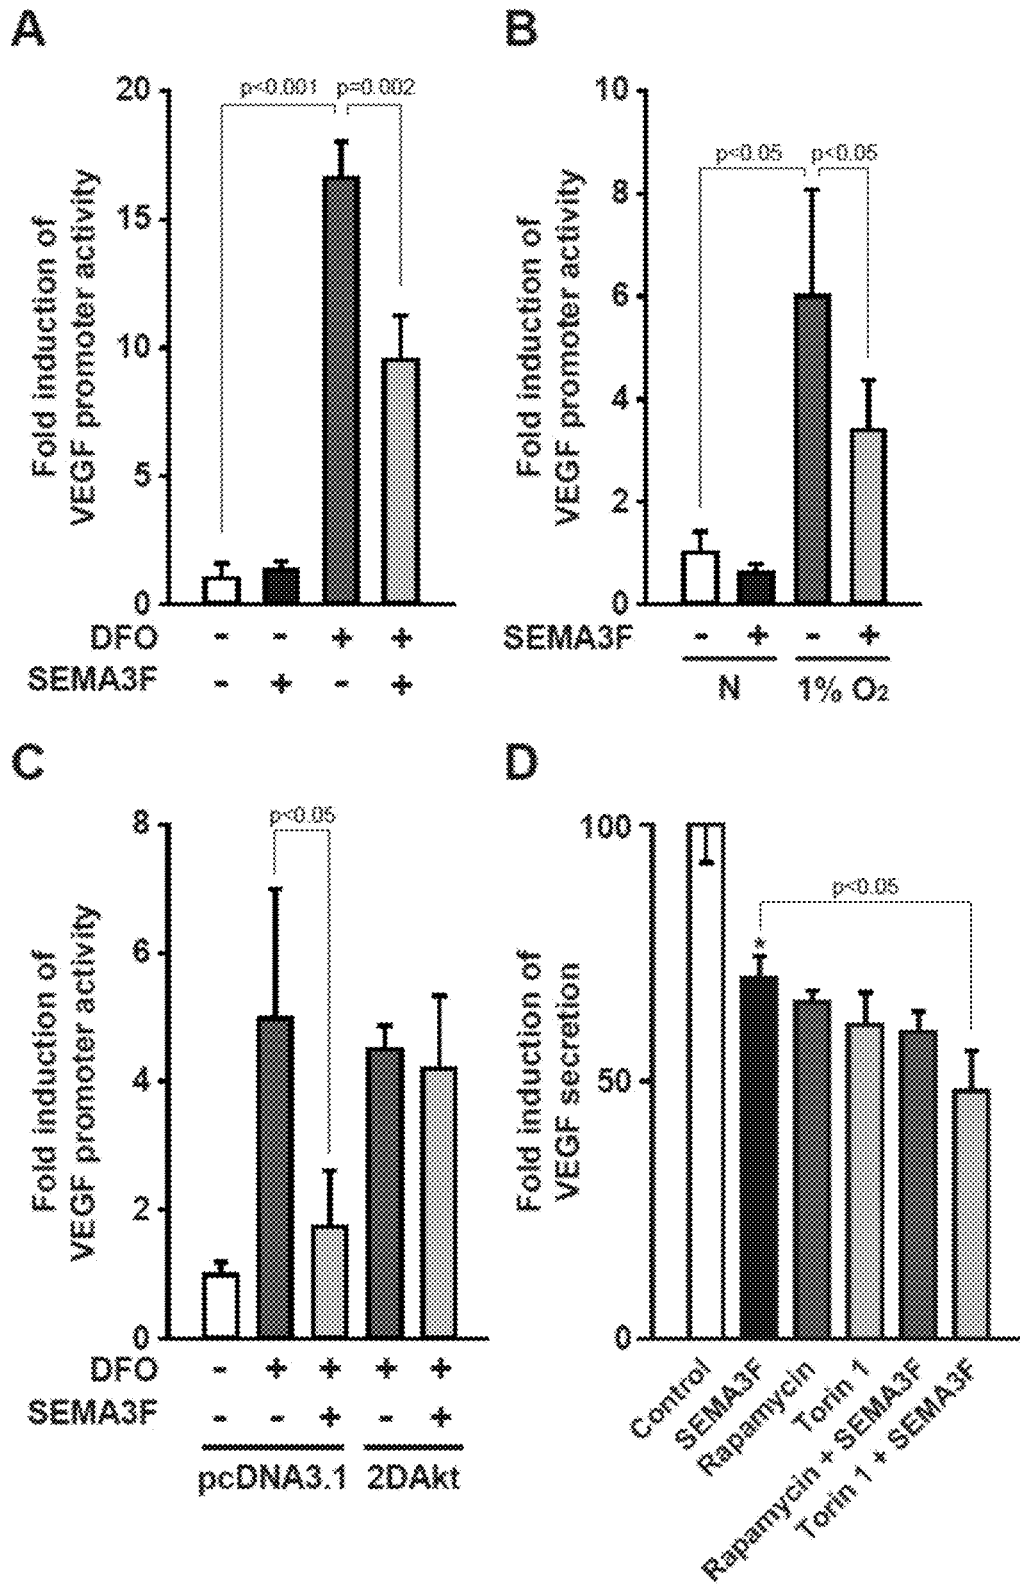 A
20
15
10
5
0
Fold induction of
VEGF promoter activity
p<0.001 p=0.002
DFO - - + +
SEMA3F - + - +
B
10
8
6
4
2
0
Fold induction of
VEGF promoter activity
p<0.05 p<0.05
SEMA3F - + - +
N 1% O2
C
8
6
4
2
0
Fold induction of
VEGF promoter activity
p<0.05
DFO - + + + +
SEMA3F - - + - +
pcDNA3.1 2DAkt
D
100
50
0
Fold induction of
VEGF secretion
p<0.05
*
Control
SEMA3F
Rapamycin
Torin 1
Rapamycin + SEMA3F
Torin 1 + SEMA3F